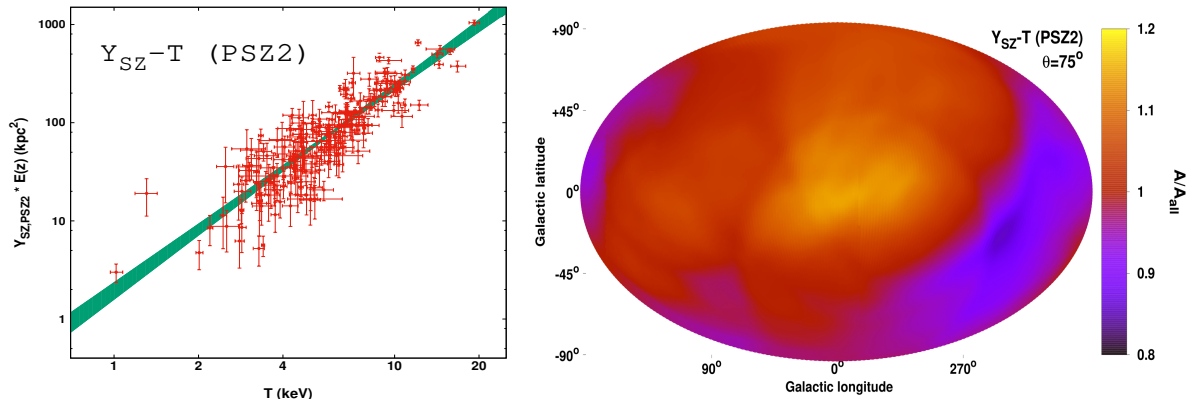 Y_SZ−T (PSZ2)
1000
100
10
1
Y_SZ,PSZ2 * E(z) (kpc²)
1 2 4 10 20
T (keV)
Y_SZ-T (PSZ2)
θ=75°
+90°
+45°
0°
-45°
-90°
Galactic latitude
90° 0° 270°
Galactic longitude
1.2
1.1
1
0.9
0.8
A/A_all